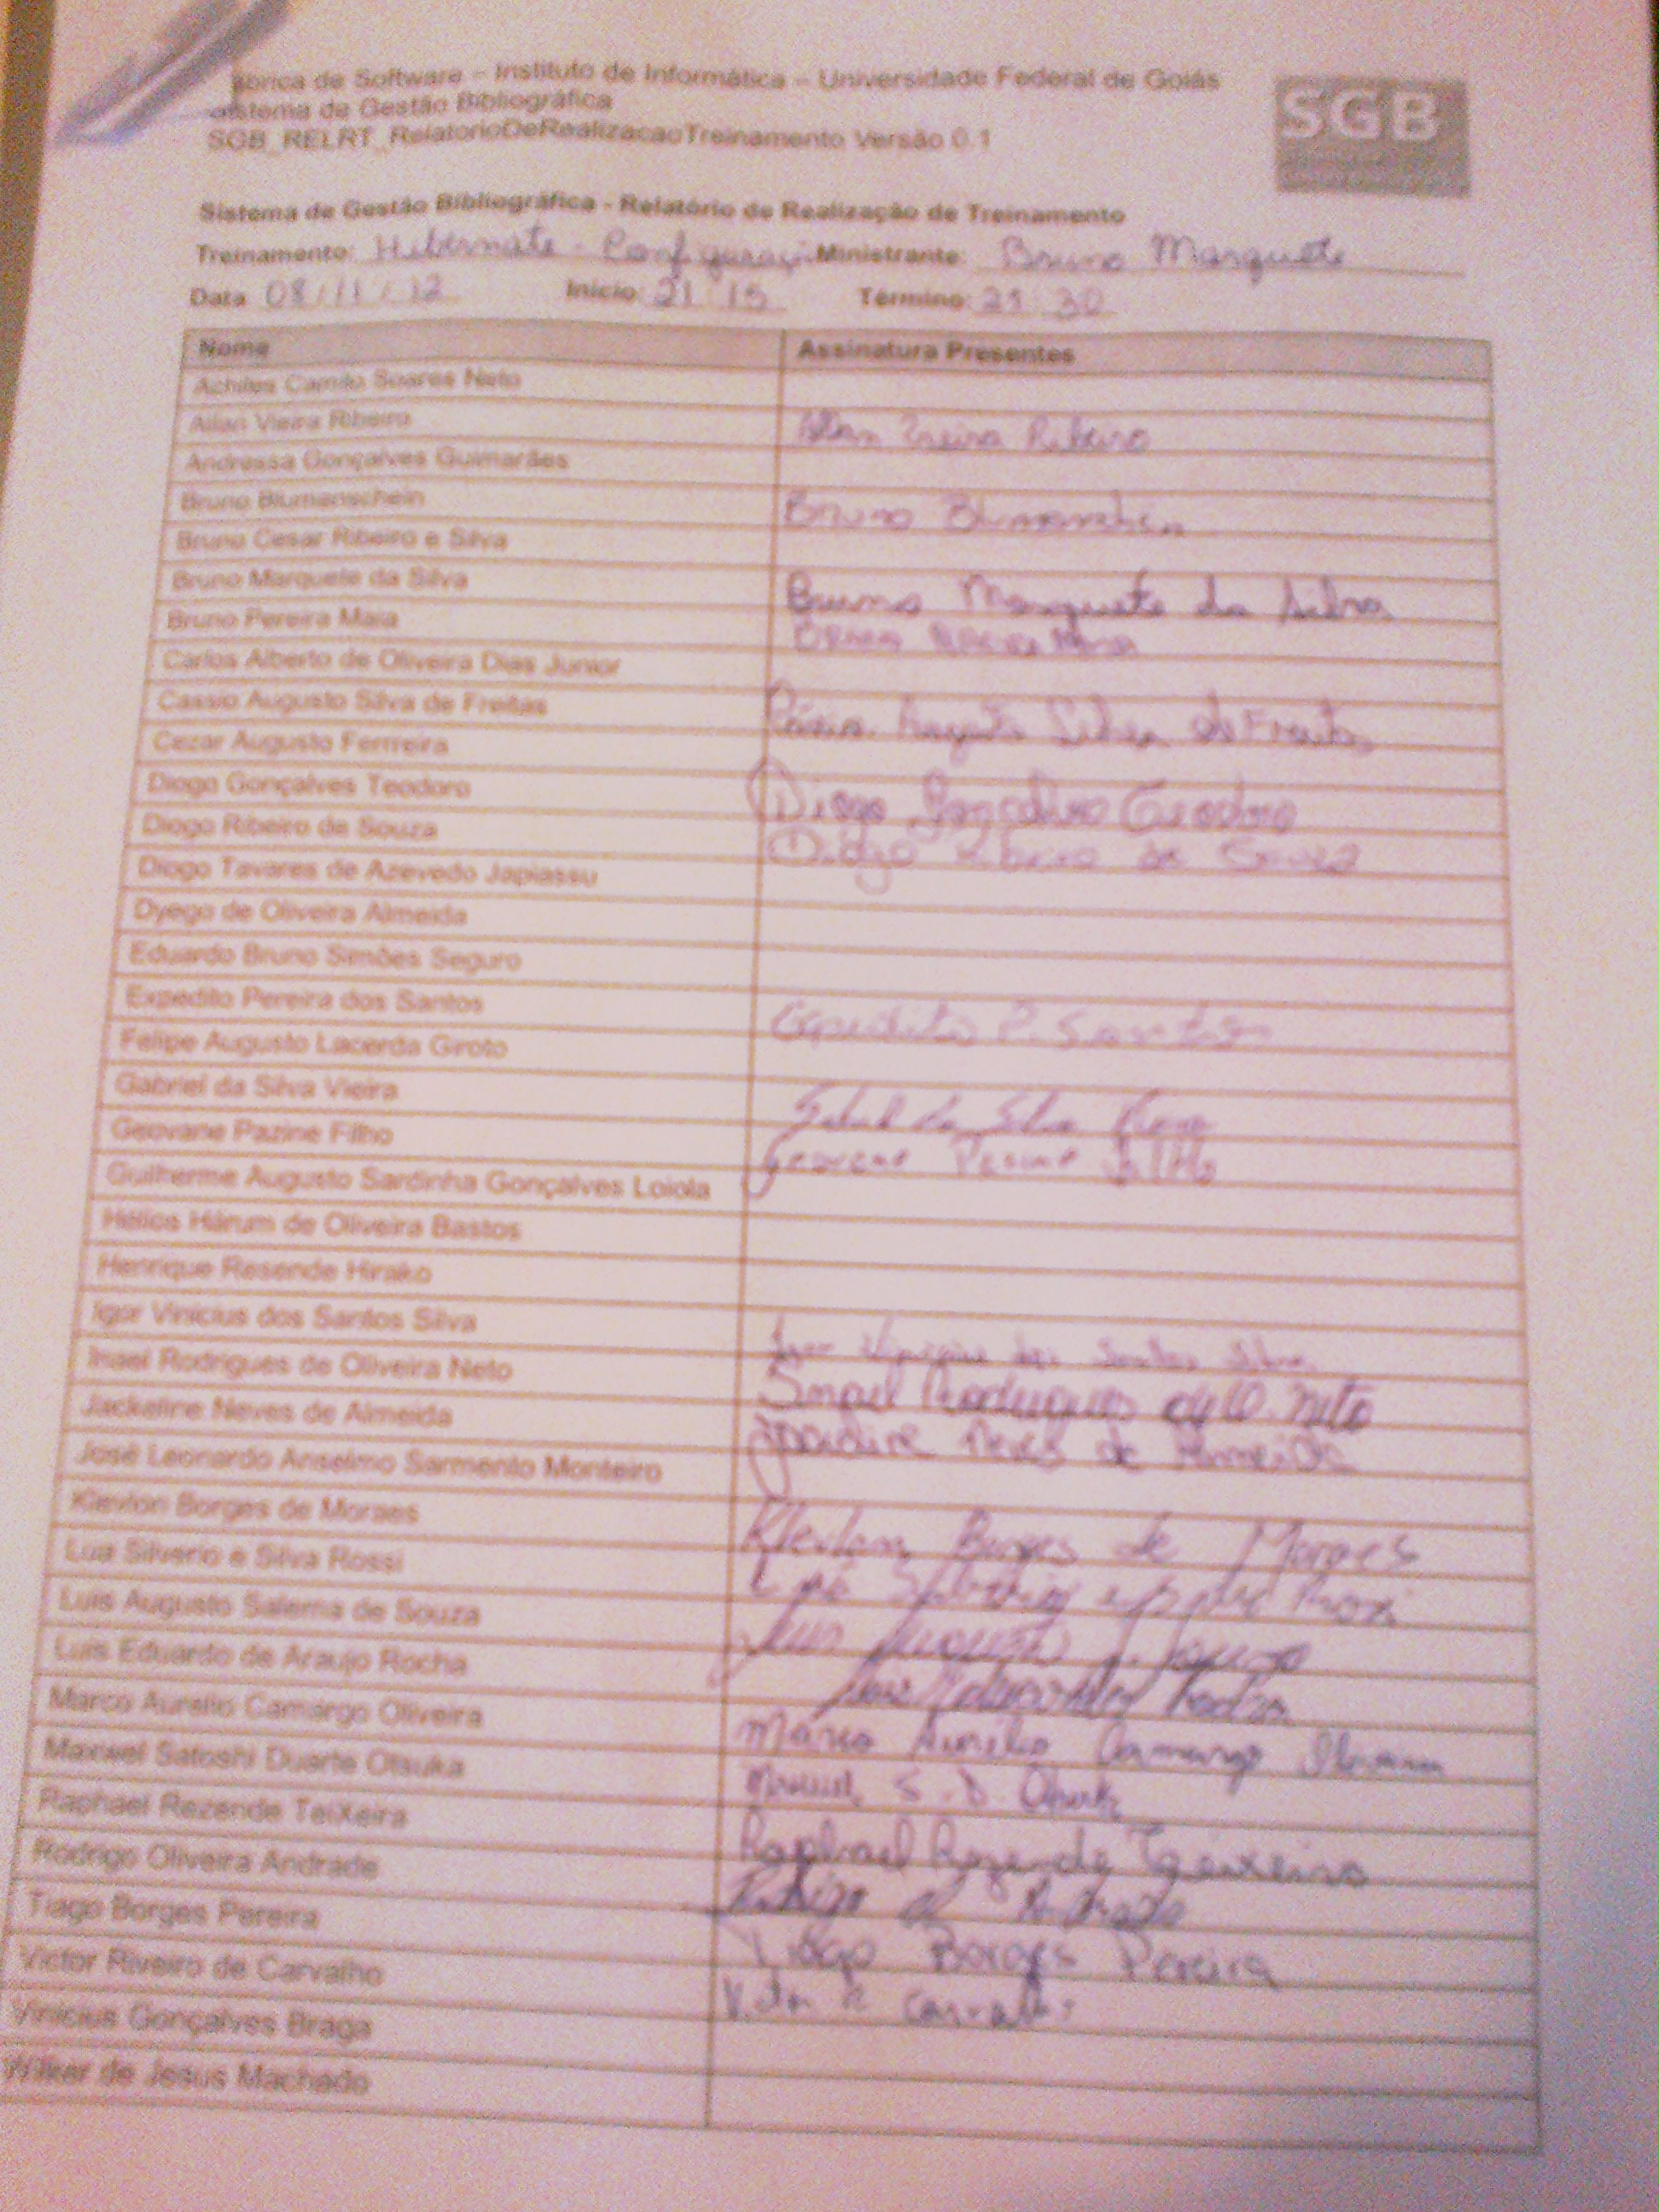 ábrica de Software – Instituto de Informática – Universidade Federal de Goiás
istema de Gestão Bibliográfica
SGB_RELRT_RelatorioDeRealizacaoTreinamento Versão 0.1
SGB
Sistema de Gestão Bibliográfica - Relatório de Realização de Treinamento
Treinamento: Hibernate - Configuraçã Ministrante: Bruno Marquete
Data 08/11/12 Início: 21 15 Término: 21 30
Nome Assinatura Presentes
Achiles Camilo Soares Neto
Allan Vieira Ribeiro Allan Vieira Ribeiro
Andressa Gonçalves Guimarães
Bruno Blumenschein Bruno Blumenschein
Bruno Cesar Ribeiro e Silva
Bruno Marquete da Silva Bruno Marquete da Silva
Bruno Pereira Maia Bruno Pereira Maia
Carlos Alberto de Oliveira Dias Junior
Cassio Augusto Silva de Freitas Cássio Augusto Silva de Freitas
Cezar Augusto Ferrreira
Diogo Gonçalves Teodoro Diogo Gonçalves Teodoro
Diogo Ribeiro de Souza Diogo Ribeiro de Souza
Diogo Tavares de Azevedo Japiassu
Dyego de Oliveira Almeida
Eduardo Bruno Simões Seguro
Expedito Pereira dos Santos Expedito P. Santos
Felipe Augusto Lacerda Giroto
Gabriel da Silva Vieira Gabriel da Silva Vieira
Geovane Pazine Filho Geovane Pazine Filho
Guilherme Augusto Sardinha Gonçalves Loiola
Hélios Hárum de Oliveira Bastos
Henrique Resende Hirako
Igor Vinicius dos Santos Silva Igor Vinicius dos Santos Silva
Inael Rodrigues de Oliveira Neto Inael Rodrigues de O. Neto
Jackeline Neves de Almeida Jackeline Neves de Almeida
José Leonardo Anselmo Sarmento Monteiro
Klevlon Borges de Moraes Klevlon Borges de Moraes
Lua Silverio e Silva Rossi Silverio e Silva Rossi
Luis Augusto Salema de Souza Luis Augusto S. Souza
Luis Eduardo de Araujo Rocha Luis Eduardo Rocha
Marco Aurelio Camargo Oliveira Marco Aurélio Camargo Oliveira
Maxwel Satoshi Duarte Otsuka Maxwel S. D. Otsuka
Raphael Rezende TeiXeira Raphael Rezende Teixeira
Rodrigo Oliveira Andrade Rodrigo O. Andrade
Tiago Borges Pereira Tiago Borges Pereira
Victor Riveiro de Carvalho Victor R Carvalho
Vinicius Gonçalves Braga
Wilker de Jesus Machado